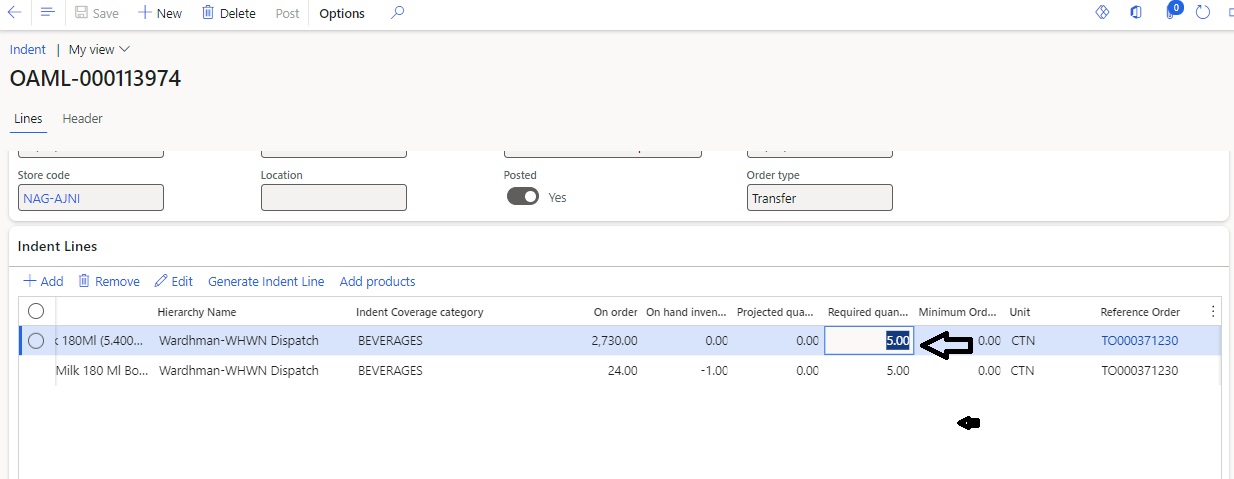 Save New Delete Post Options 0
Indent | My view
OAML-000113974
Lines Header
Store code Location Posted Order type
NAG-AJNI Yes Transfer
Indent Lines
Add Remove Edit Generate Indent Line Add products
Hierarchy Name Indent Coverage category On order On hand inven... Projected qua... Required quan... Minimum Ord... Unit Reference Order
180Ml (5.400... Wardhman-WHWN Dispatch BEVERAGES 2,730.00 0.00 0.00 5.00 0.00 CTN TO000371230
Milk 180 Ml Bo... Wardhman-WHWN Dispatch BEVERAGES 24.00 -1.00 0.00 5.00 0.00 CTN TO000371230